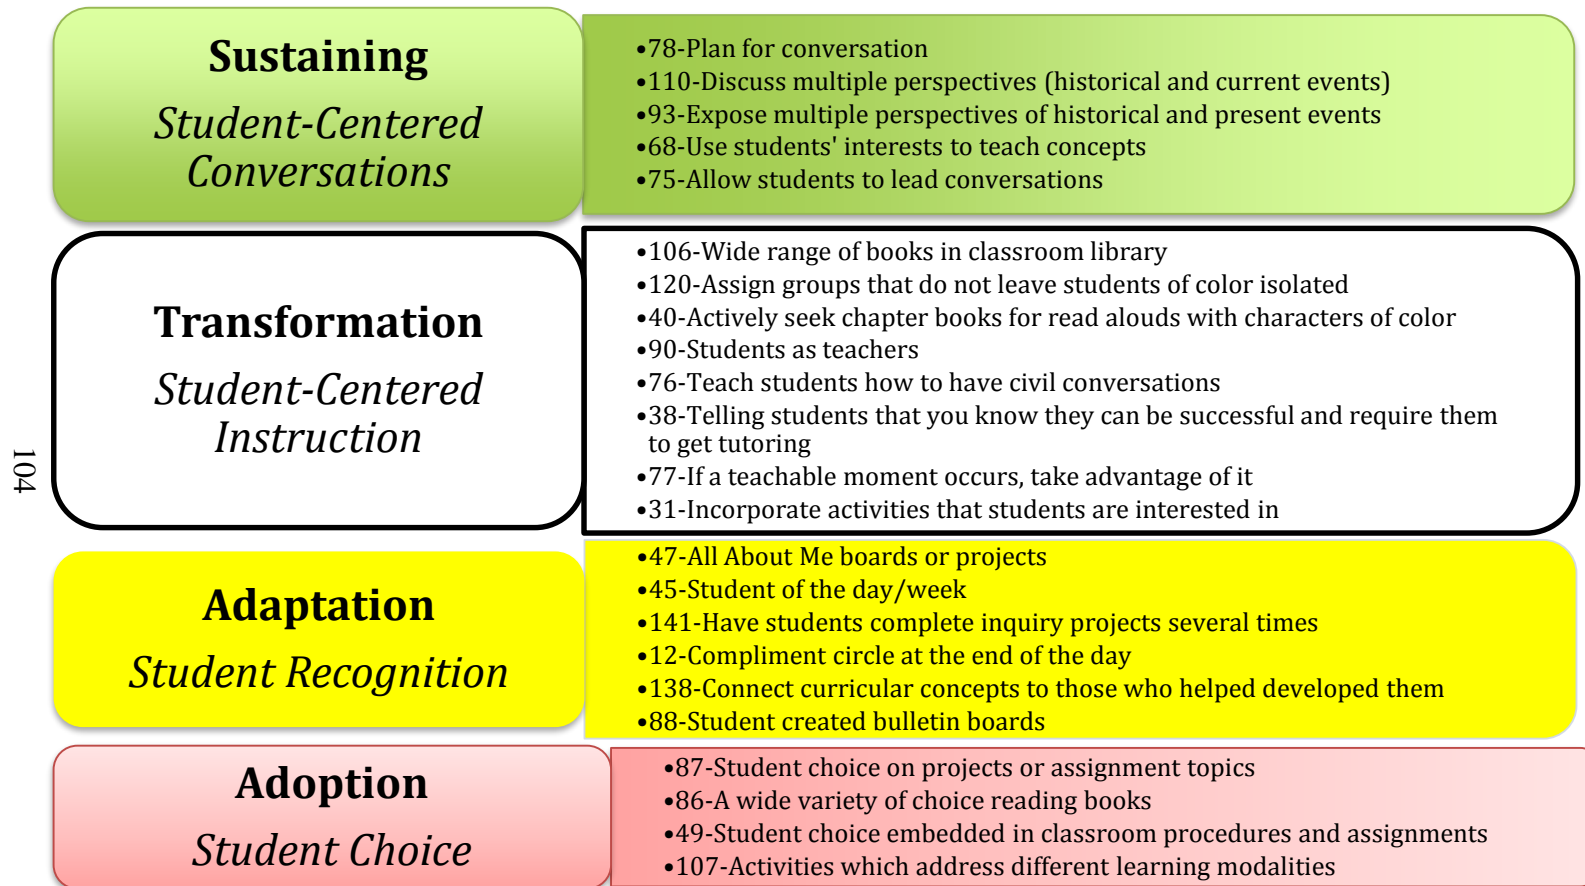 Sustaining
Student-Centered
Conversations
•78-Plan for conversation
•110-Discuss multiple perspectives (historical and current events)
•93-Expose multiple perspectives of historical and present events
•68-Use students' interests to teach concepts
•75-Allow students to lead conversations
Transformation
Student-Centered
Instruction
•106-Wide range of books in classroom library
•120-Assign groups that do not leave students of color isolated
•40-Actively seek chapter books for read alouds with characters of color
•90-Students as teachers
•76-Teach students how to have civil conversations
•38-Telling students that you know they can be successful and require them
to get tutoring
•77-If a teachable moment occurs, take advantage of it
•31-Incorporate activities that students are interested in
Adaptation
Student Recognition
•47-All About Me boards or projects
•45-Student of the day/week
•141-Have students complete inquiry projects several times
•12-Compliment circle at the end of the day
•138-Connect curricular concepts to those who helped developed them
•88-Student created bulletin boards
Adoption
Student Choice
•87-Student choice on projects or assignment topics
•86-A wide variety of choice reading books
•49-Student choice embedded in classroom procedures and assignments
•107-Activities which address different learning modalities
104